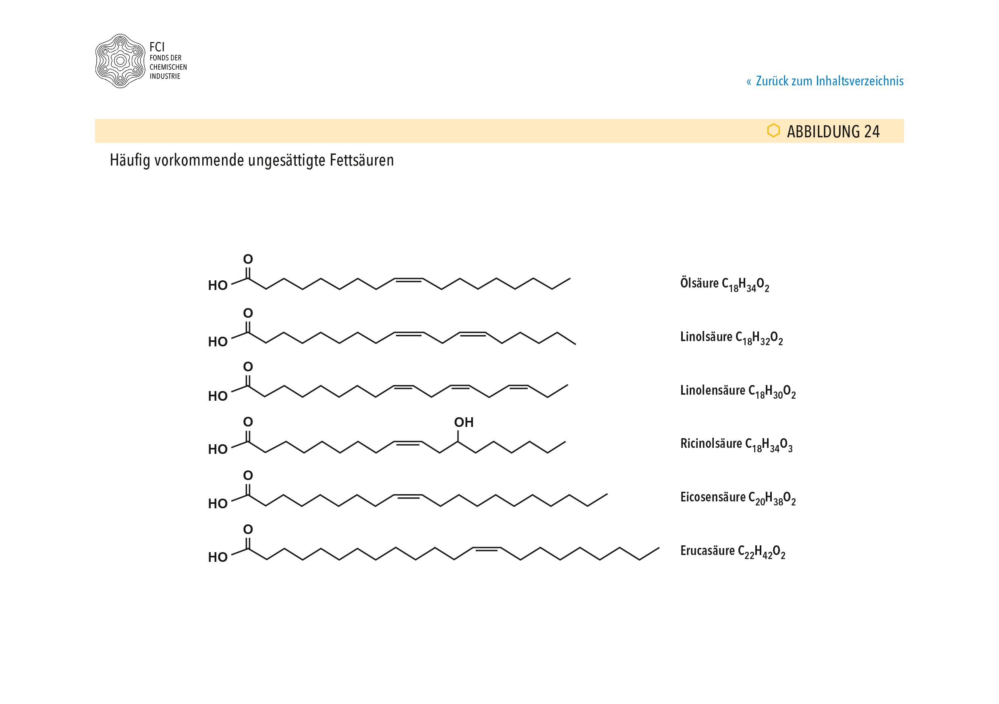 FCI
FONDS DER
CHEMISCHEN
INDUSTRIE
« Zurück zum Inhaltsverzeichnis
ABBILDUNG 24
Häufig vorkommende ungesättigte Fettsäuren
O
HO
Ölsäure C₁₈H₃₄O₂
O
HO
Linolsäure C₁₈H₃₂O₂
O
HO
Linolensäure C₁₈H₃₀O₂
O
OH
HO
Ricinolsäure C₁₈H₃₄O₃
O
HO
Eicosensäure C₂₀H₃₈O₂
O
HO
Erucasäure C₂₂H₄₂O₂